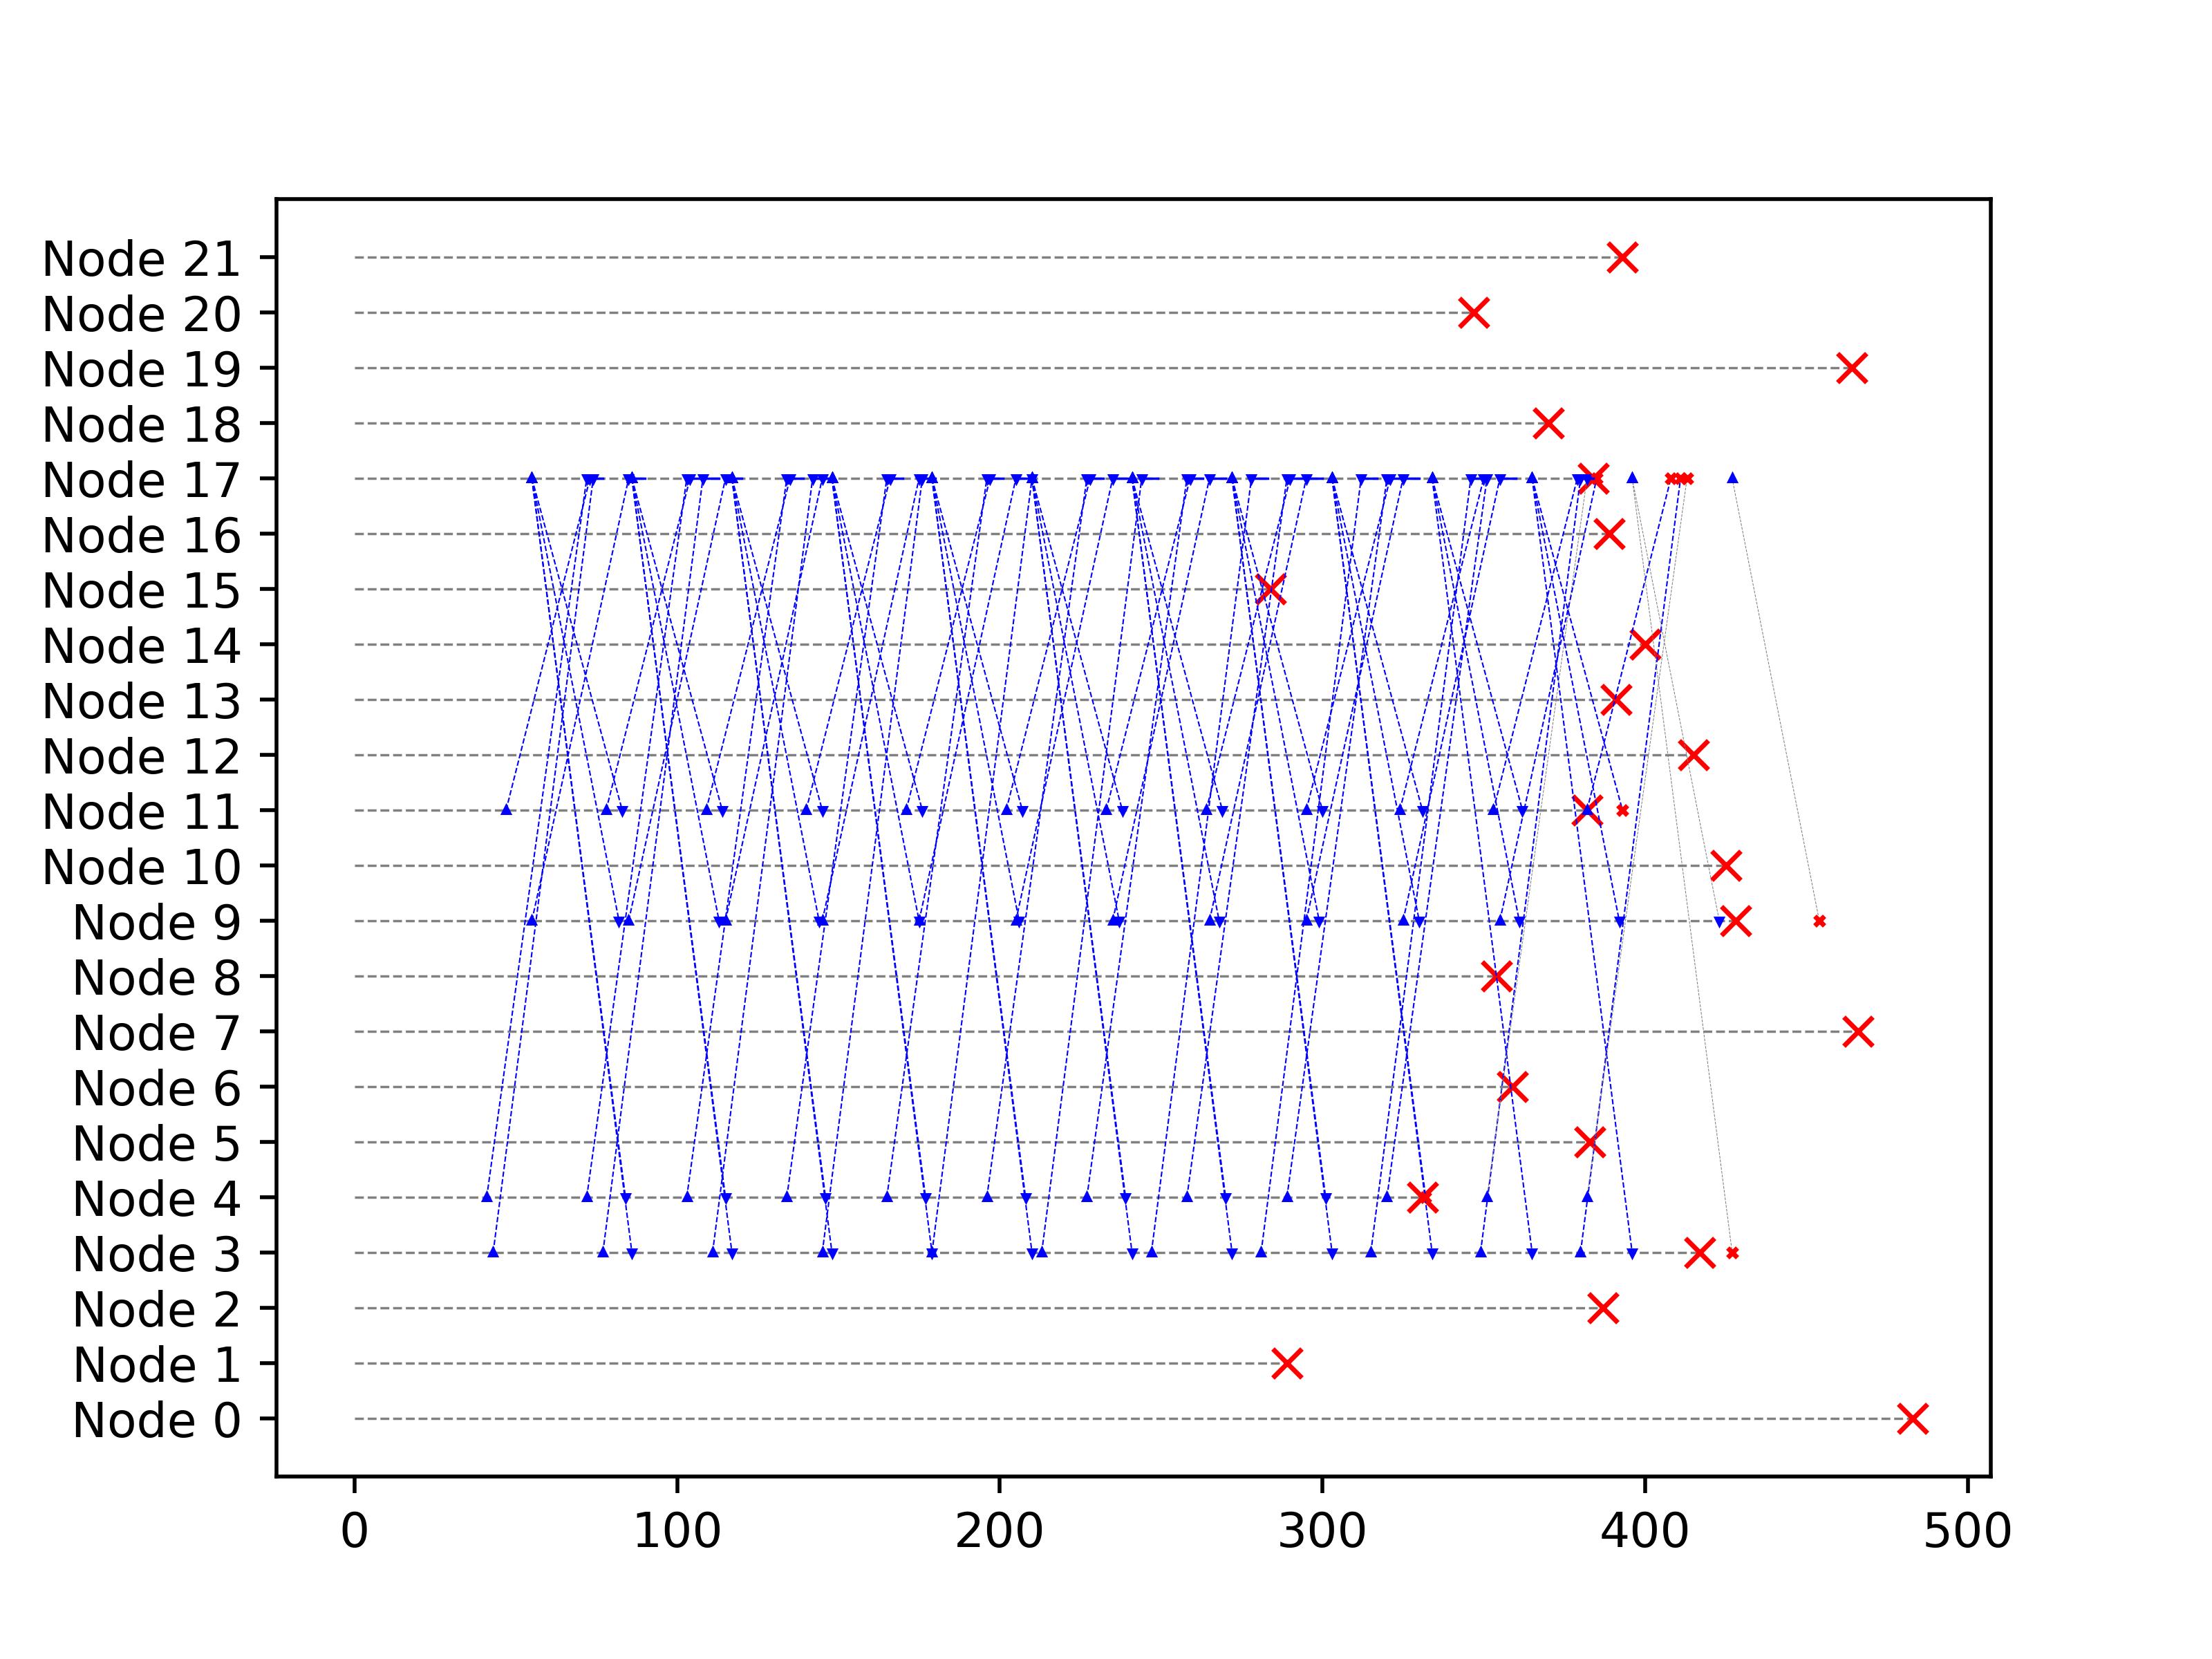 Node 21
Node 20
Node 19
Node 18
Node 17
Node 16
Node 15
Node 14
Node 13
Node 12
Node 11
Node 10
Node 9
Node 8
Node 7
Node 6
Node 5
Node 4
Node 3
Node 2
Node 1
Node 0
0 100 200 300 400 500